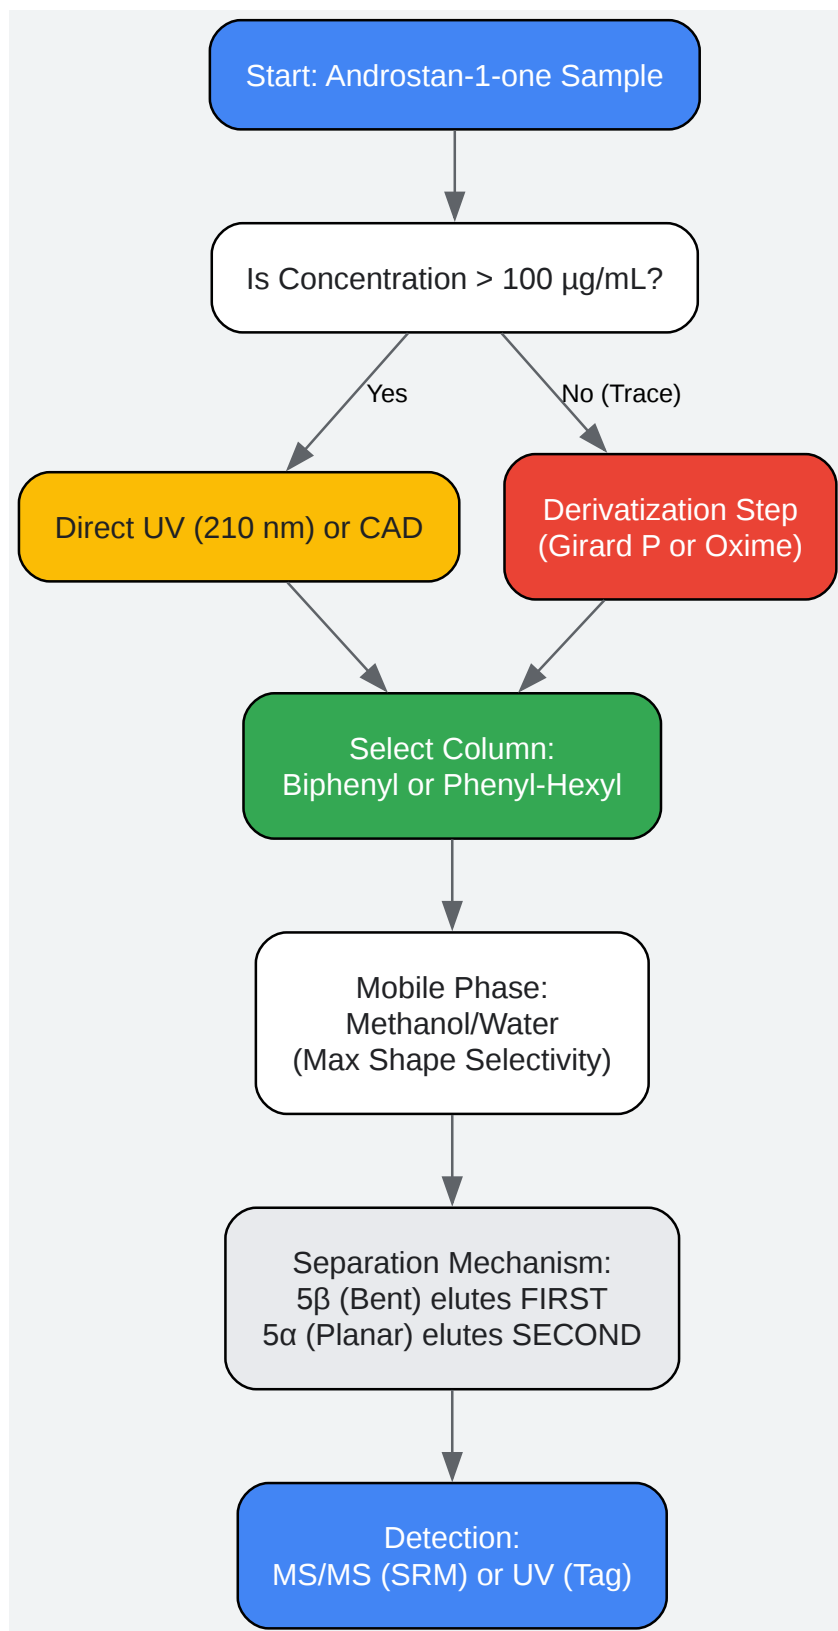 Start: Androstan-1-one Sample
Is Concentration > 100 µg/mL?
Yes
No (Trace)
Direct UV (210 nm) or CAD
Derivatization Step
(Girard P or Oxime)
Select Column:
Biphenyl or Phenyl-Hexyl
Mobile Phase:
Methanol/Water
(Max Shape Selectivity)
Separation Mechanism:
5β (Bent) elutes FIRST
5α (Planar) elutes SECOND
Detection:
MS/MS (SRM) or UV (Tag)